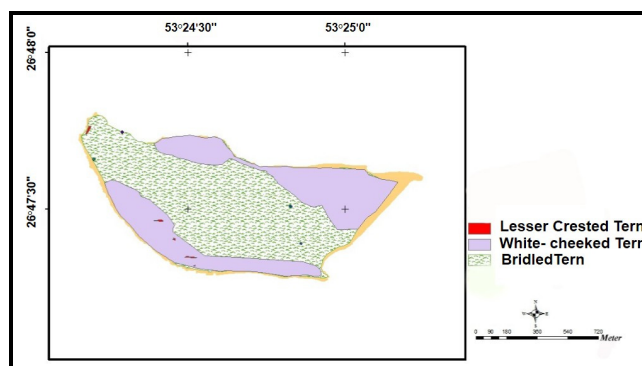 53°24'30" 53°25'0"
26°48'0"
26°47'30"
Lesser Crested Tern
White- cheeked Tern
BridledTern
N
W E
S
0 90 180 360 540 720 Meter